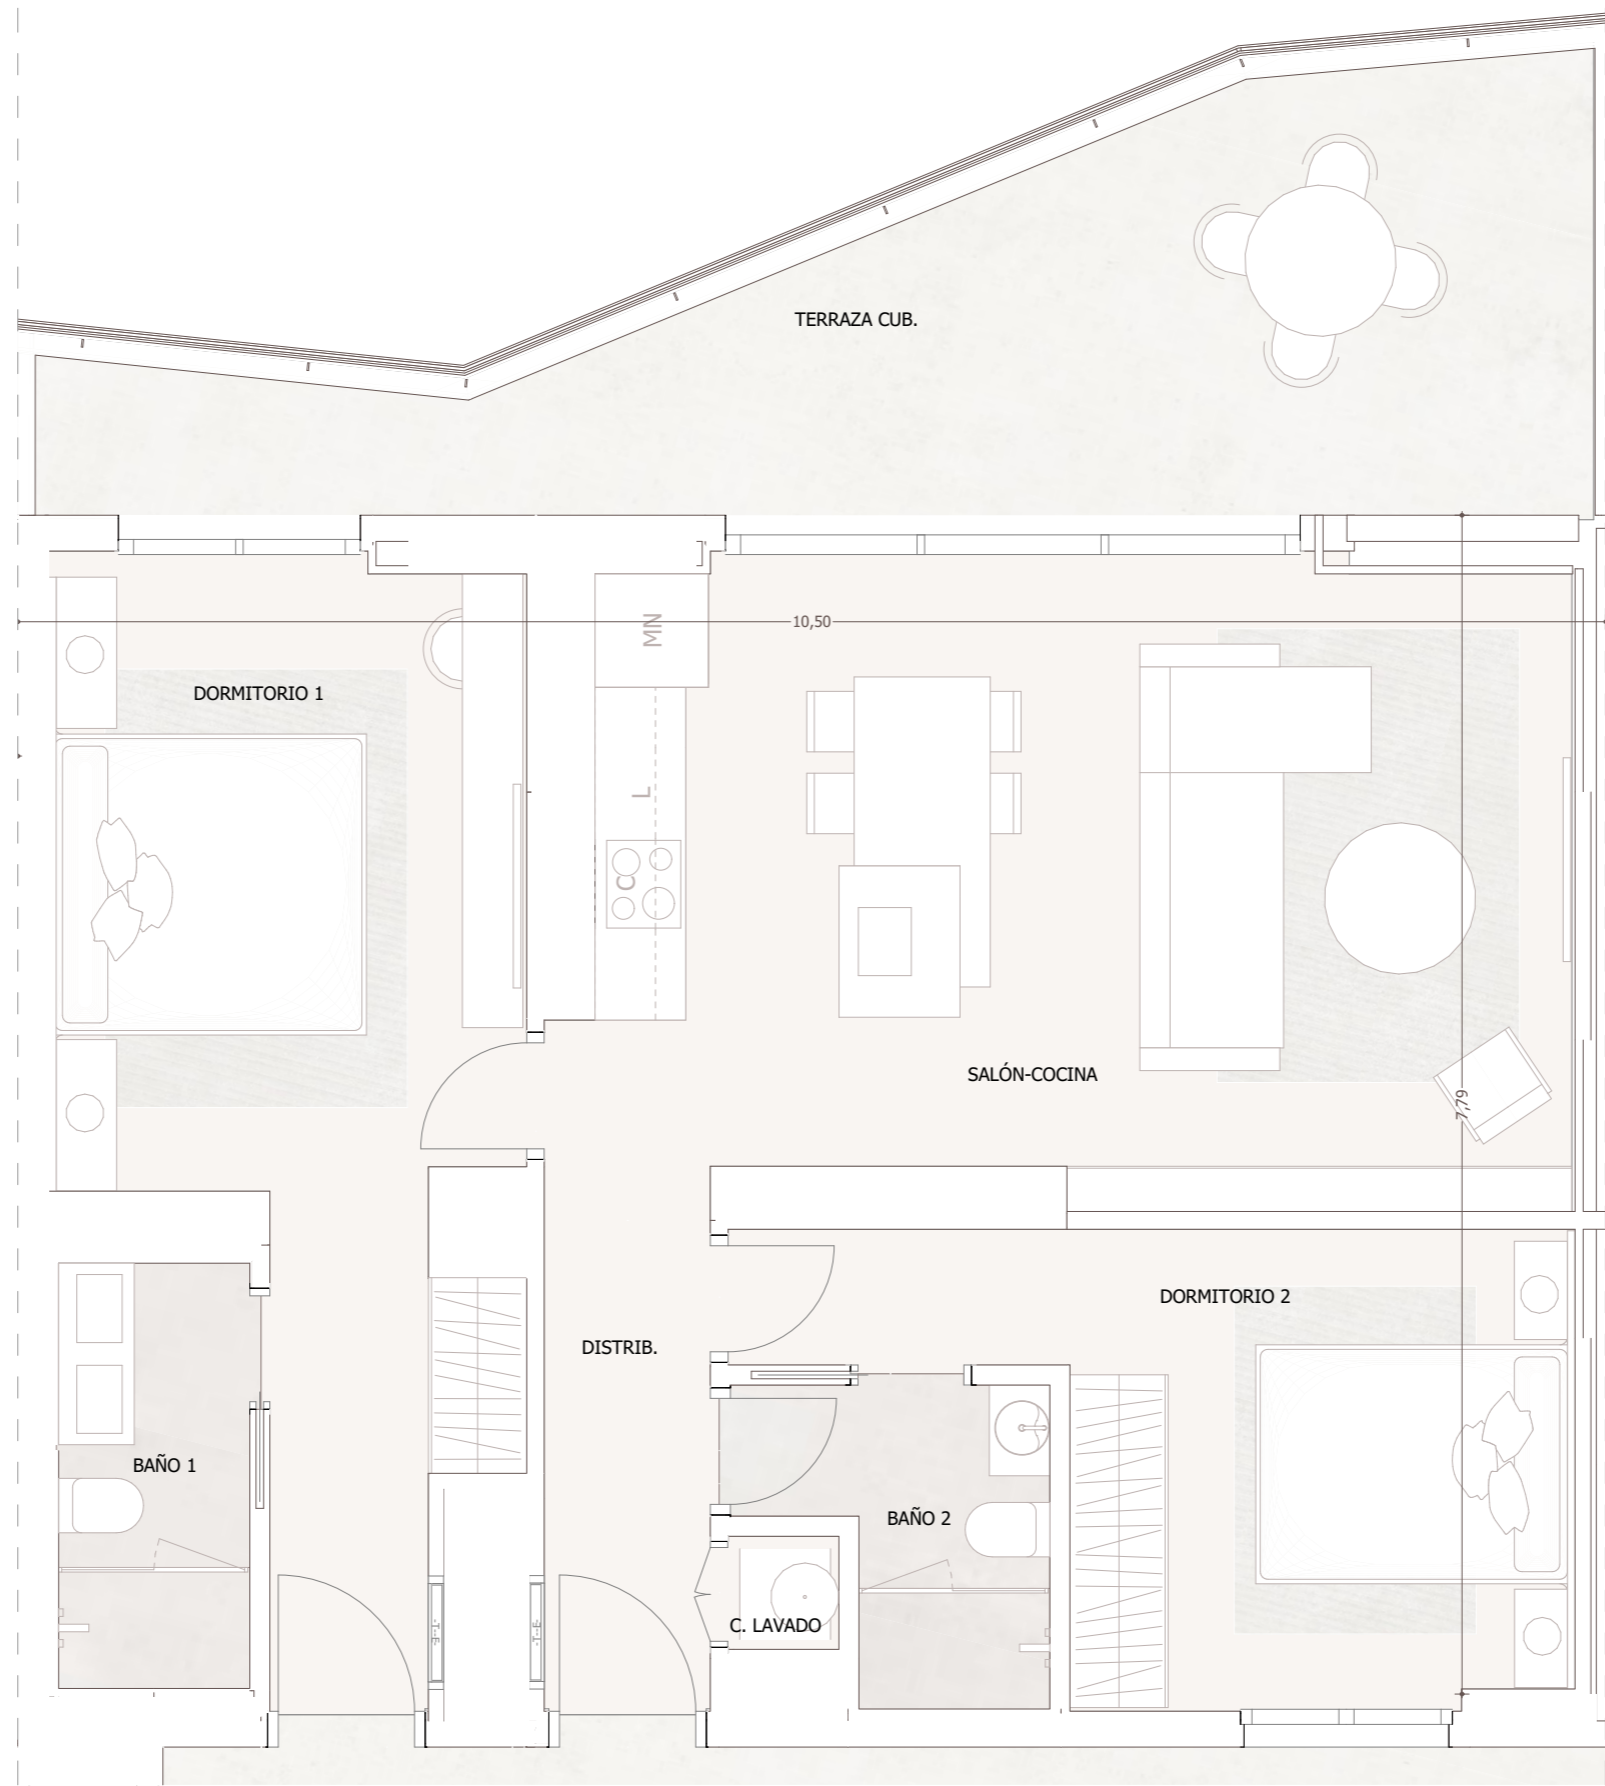 TERRAZA CUB.
10,50
MN
DORMITORIO 1
L
C
SALÓN-COCINA
7,79
DORMITORIO 2
DISTRIB.
BAÑO 1
BAÑO 2
C. LAVADO
-T--E-
-T--E-